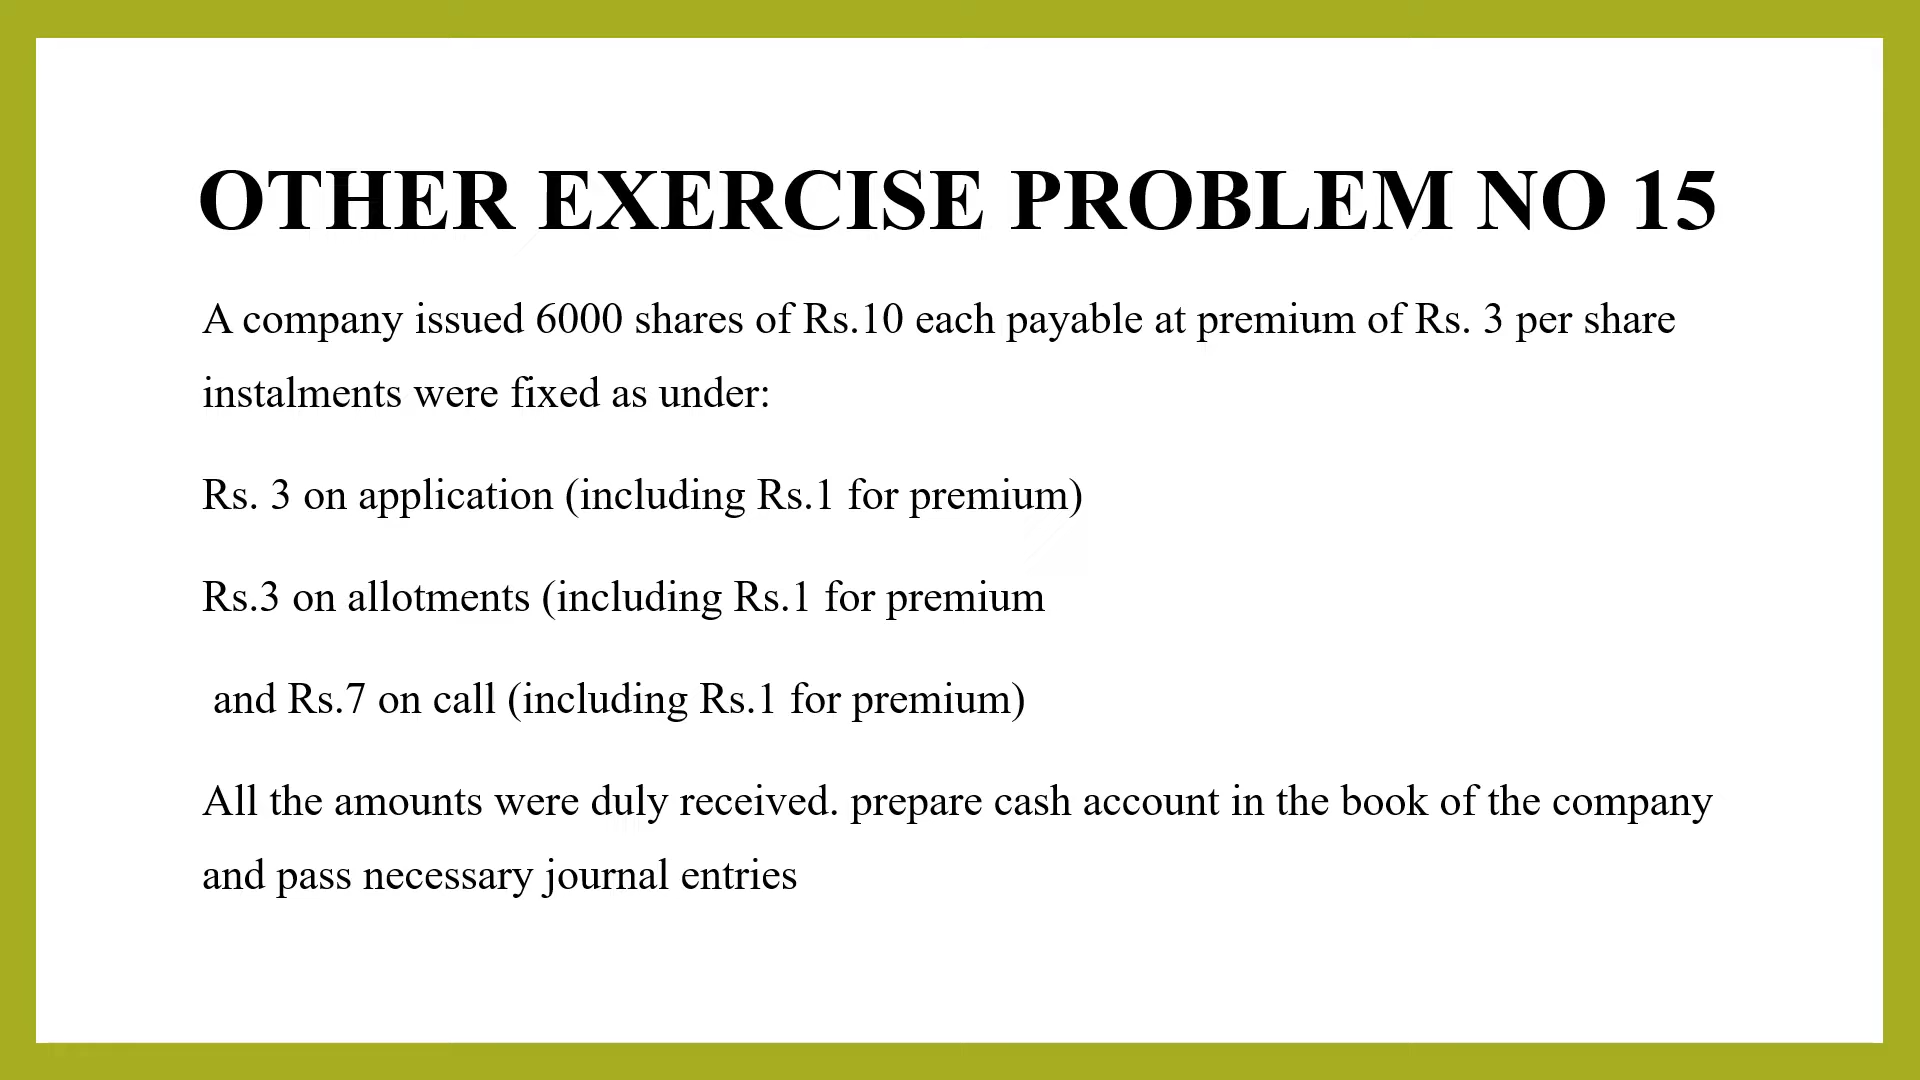 OTHER EXERCISE PROBLEM NO 15
A company issued 6000 shares of Rs.10 each payable at premium of Rs. 3 per share
instalments were fixed as under:
Rs. 3 on application (including Rs.1 for premium)
Rs.3 on allotments (including Rs.1 for premium
and Rs.7 on call (including Rs.1 for premium)
All the amounts were duly received. prepare cash account in the book of the company
and pass necessary journal entries